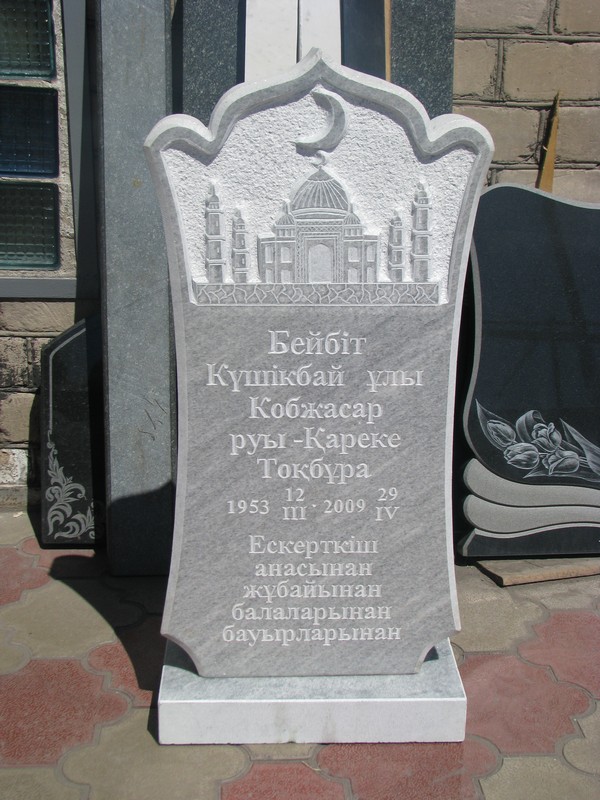 Бейбіт
Күшікбай ұлы
Кобжасар
руы-Қареке
Тоқбұра
1953 12 III · 2009 29 IV
Ескерткіш
анасынан
жұбайынан
балаларынан
бауырларынан